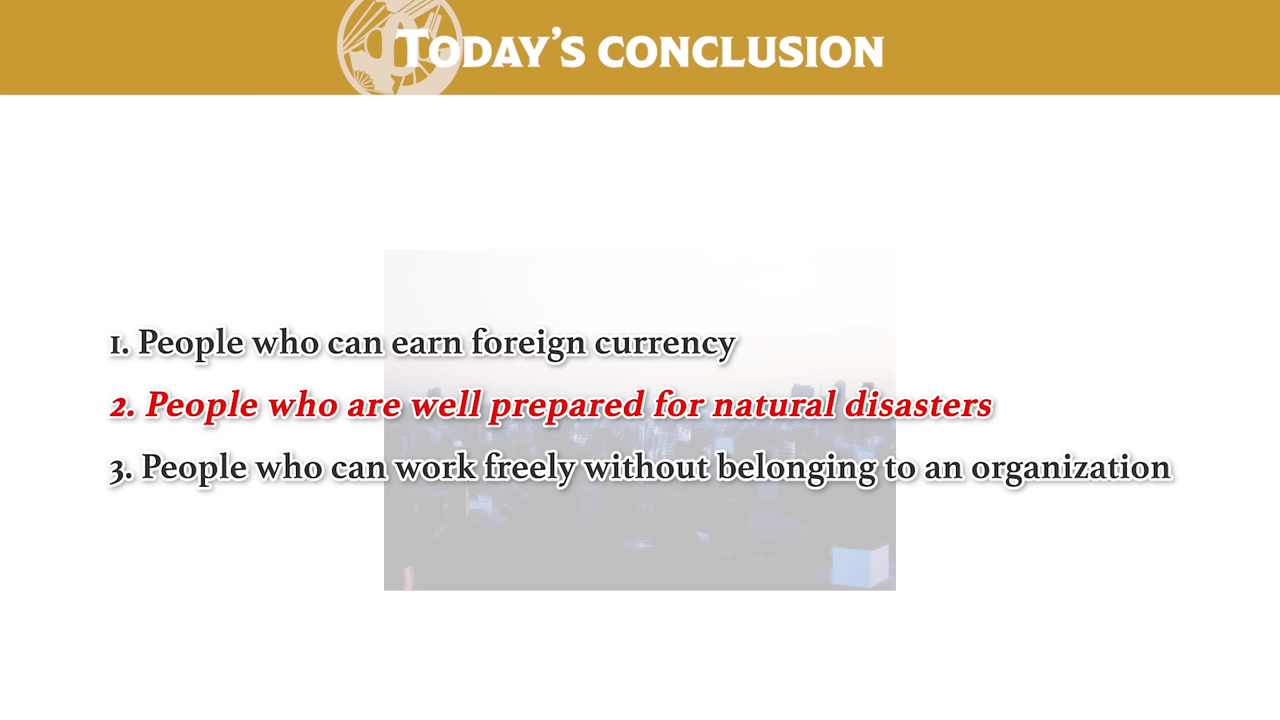 Today's conclusion
1. People who can earn foreign currency
2. People who are well prepared for natural disasters
3. People who can work freely without belonging to an organization